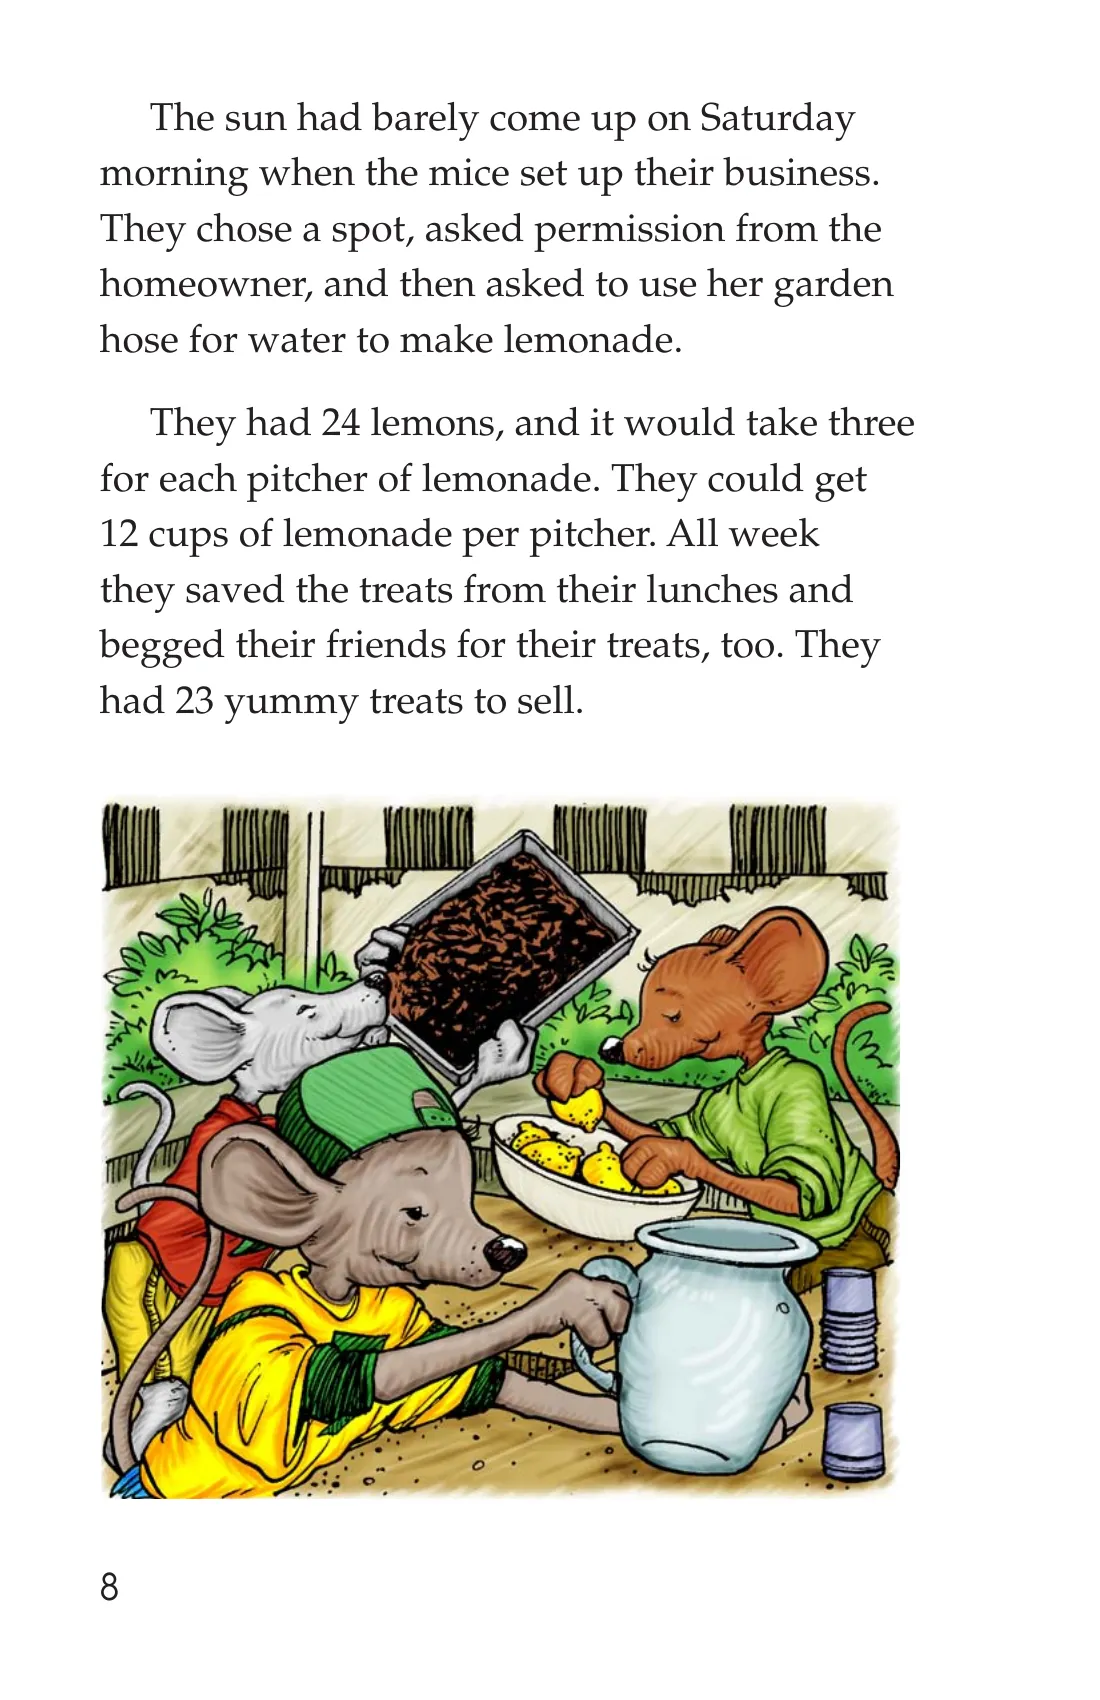 The sun had barely come up on Saturday
morning when the mice set up their business.
They chose a spot, asked permission from the
homeowner, and then asked to use her garden
hose for water to make lemonade.
They had 24 lemons, and it would take three
for each pitcher of lemonade. They could get
12 cups of lemonade per pitcher. All week
they saved the treats from their lunches and
begged their friends for their treats, too. They
had 23 yummy treats to sell.
8